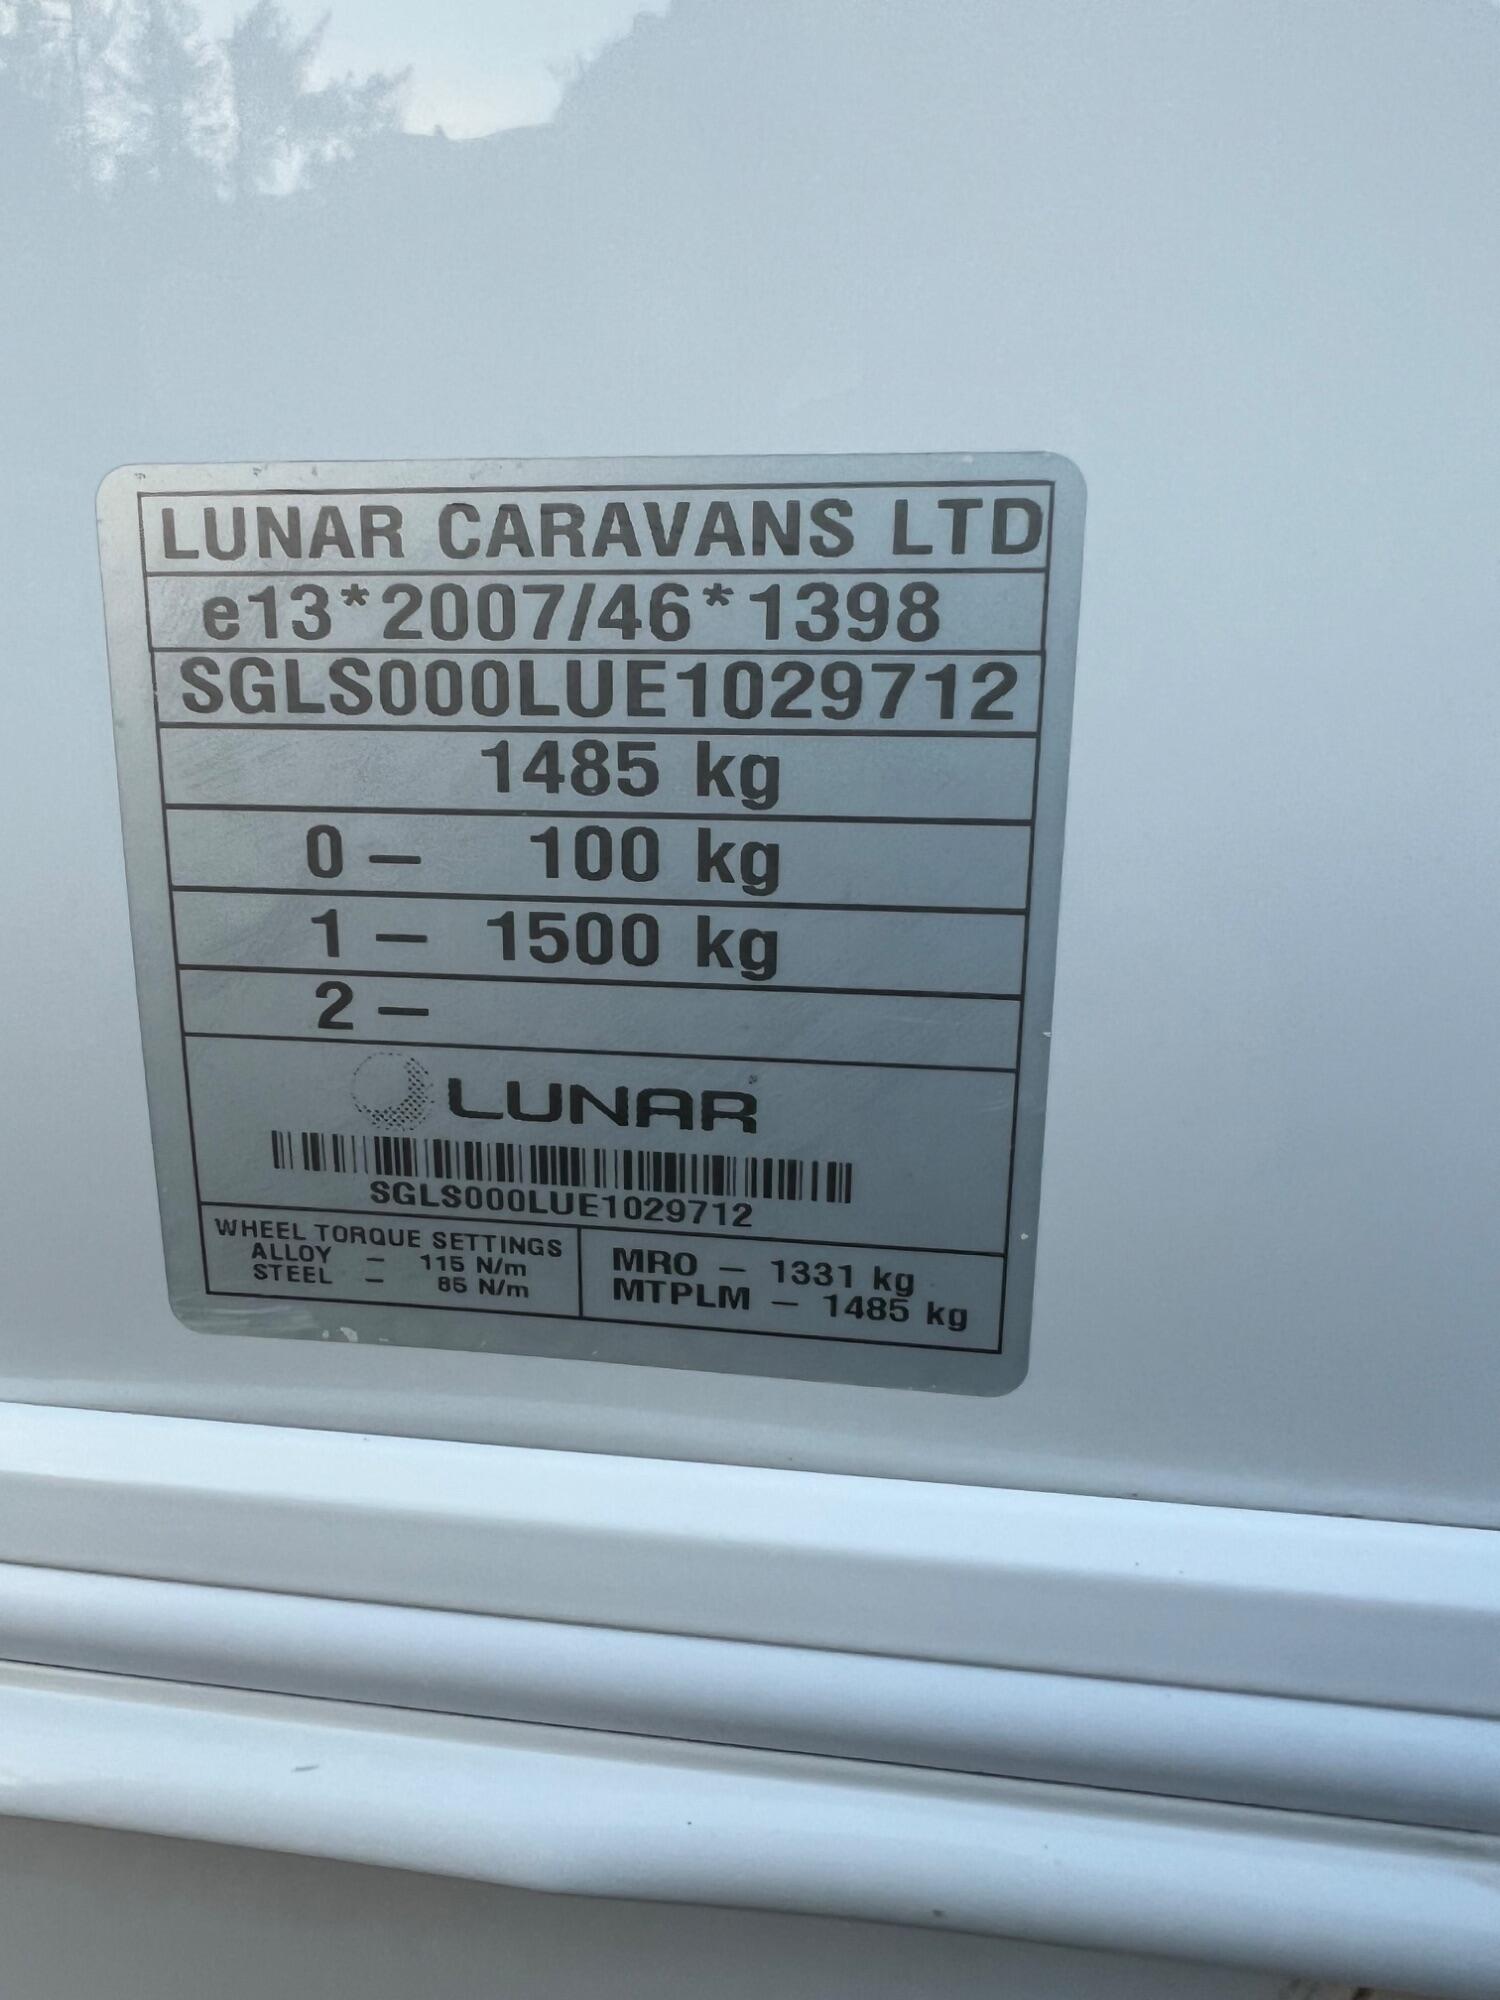 LUNAR CARAVANS LTD
e13*2007/46*1398
SGLS000LUE1029712
1485 kg
0 – 100 kg
1 – 1500 kg
2 –
LUNAR
SGLS000LUE1029712
WHEEL TORQUE SETTINGS
ALLOY – 115 N/m
STEEL – 85 N/m
MRO – 1331 kg
MTPLM – 1485 kg